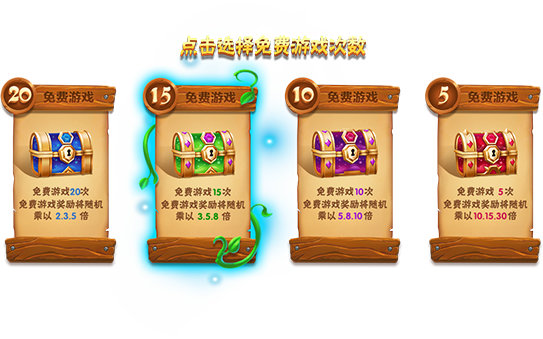 点击选择免费游戏次数
20 免费游戏
免费游戏20次
免费游戏奖励将随机
乘以 2.3.5 倍
15 免费游戏
免费游戏15次
免费游戏奖励将随机
乘以 3.5.8 倍
10 免费游戏
免费游戏10次
免费游戏奖励将随机
乘以 5.8.10 倍
5 免费游戏
免费游戏 5次
免费游戏奖励将随机
乘以 10.15.30 倍